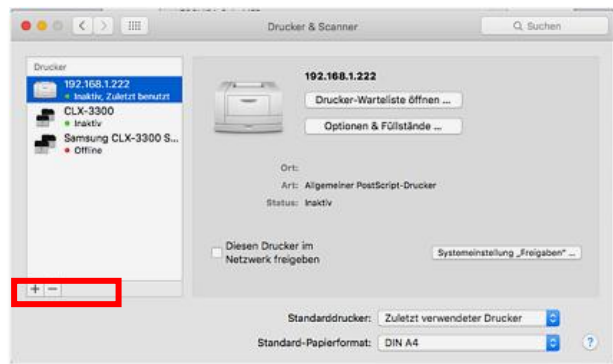 Drucker & Scanner
Suchen
Drucker
192.168.1.222
Inaktiv, Zuletzt benutzt
CLX-3300
Inaktiv
Samsung CLX-3300 S...
Offline
+ −
192.168.1.222
Drucker-Warteliste öffnen ...
Optionen & Füllstände ...
Ort:
Art: Allgemeiner PostScript-Drucker
Status: Inaktiv
Diesen Drucker im
Netzwerk freigeben
Systemeinstellung „Freigaben“ ...
Standarddrucker: Zuletzt verwendeter Drucker
Standard-Papierformat: DIN A4
?